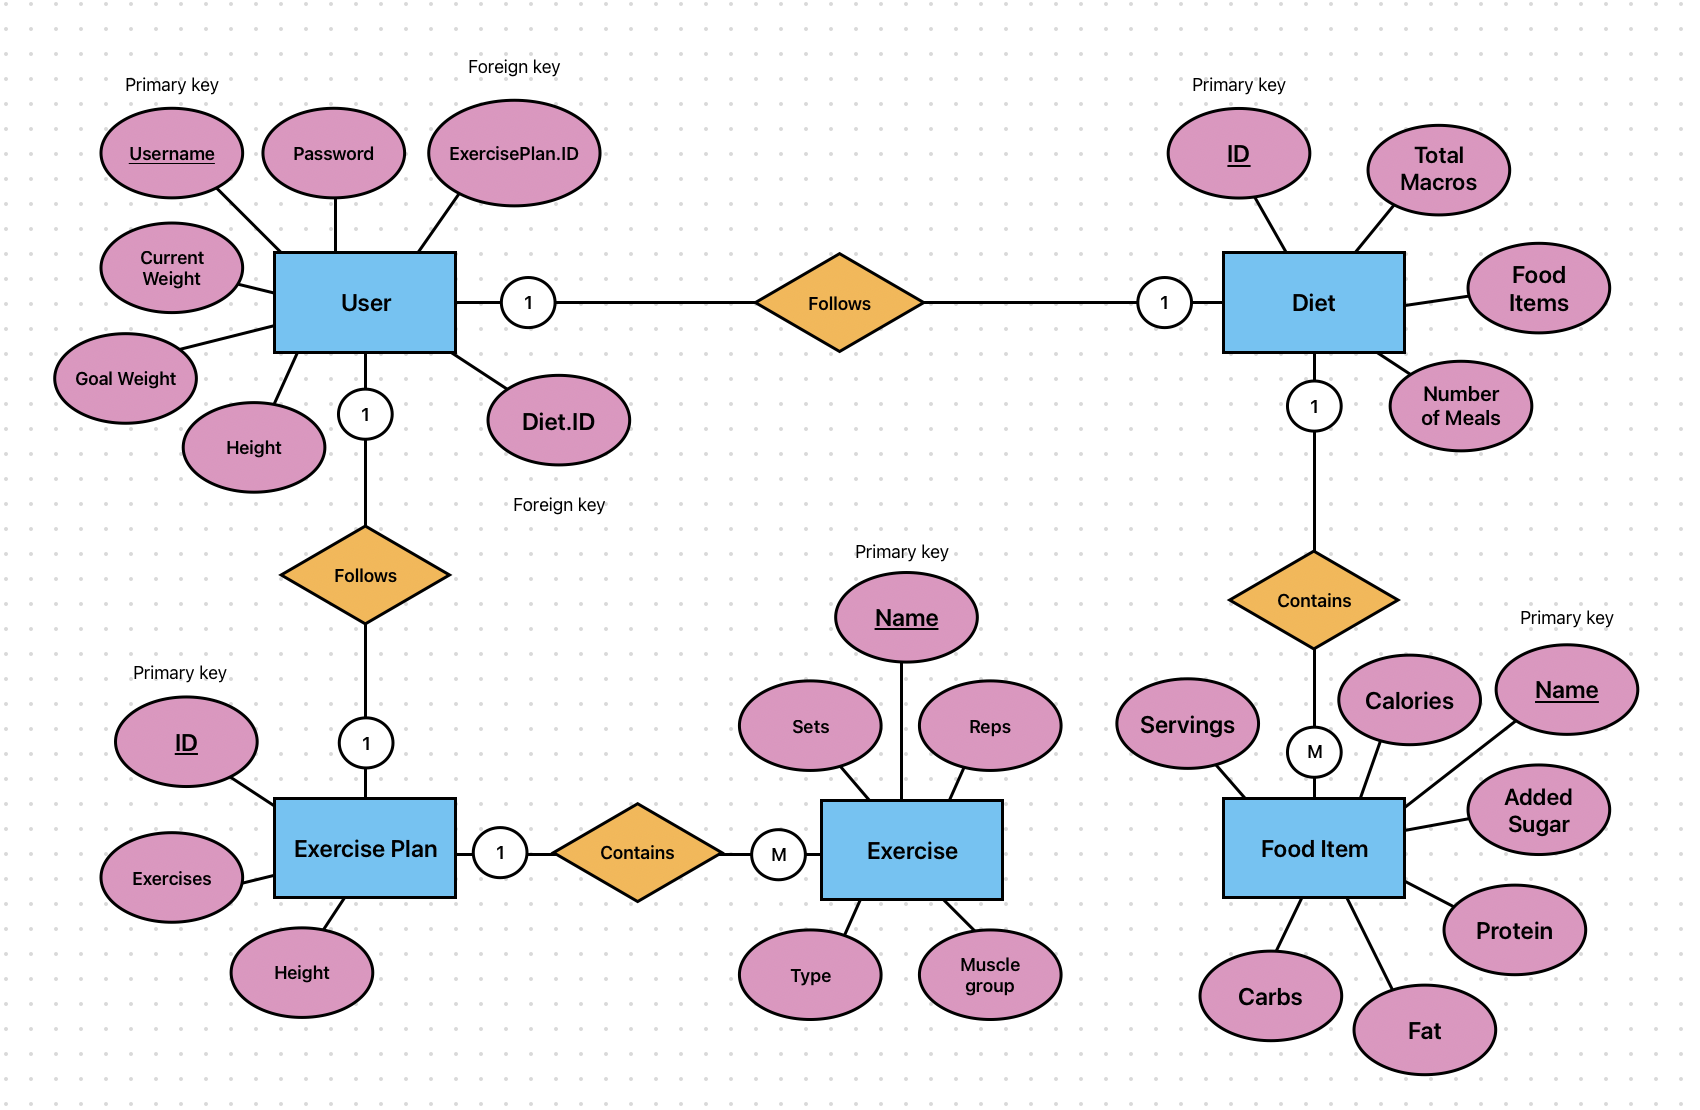 Foreign key
Primary key
Primary key
Username
Password
ExercisePlan.ID
ID
Total
Macros
Current
Weight
Food
Items
User
1
Follows
1
Diet
Goal Weight
Number
of Meals
1
1
Diet.ID
Height
Foreign key
Primary key
Follows
Contains
Name
Primary key
Primary key
ID
Sets
Reps
Servings
Calories
Name
1
M
Added
Sugar
Exercise Plan
1
Contains
M
Exercise
Food Item
Exercises
Protein
Height
Type
Muscle
group
Carbs
Fat